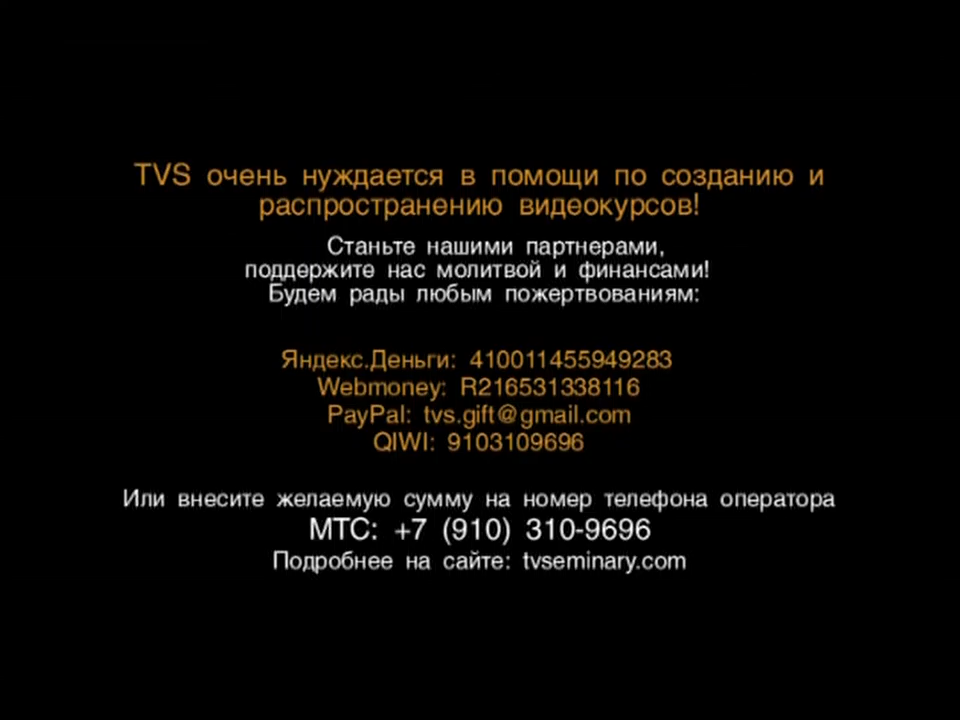 TVS очень нуждается в помощи по созданию и
распространению видеокурсов!
Станьте нашими партнерами,
поддержите нас молитвой и финансами!
Будем рады любым пожертвованиям:
Яндекс.Деньги: 410011455949283
Webmoney: R216531338116
PayPal: tvs.gift@gmail.com
QIWI: 9103109696
Или внесите желаемую сумму на номер телефона оператора
МТС: +7 (910) 310-9696
Подробнее на сайте: tvseminary.com